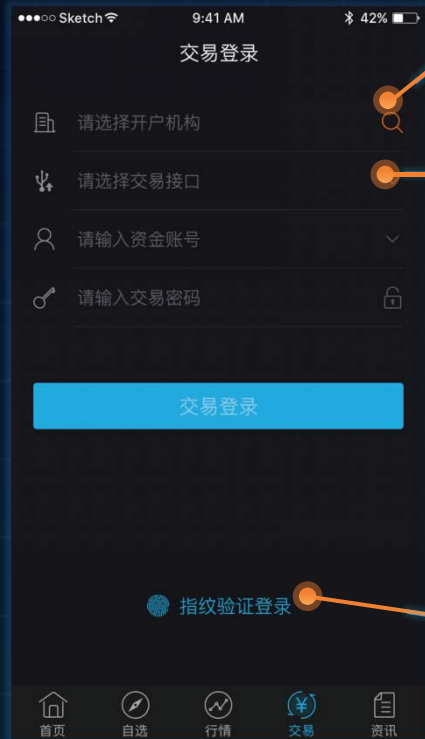 Sketch 9:41 AM 42%
交易登录
请选择开户机构
请选择交易接口
请输入资金账号
请输入交易密码
交易登录
指纹验证登录
首页 自选 行情 交易 资讯